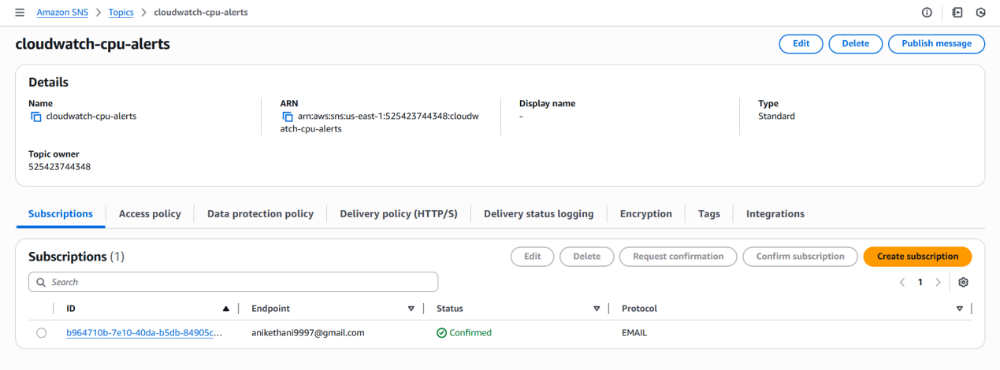 Amazon SNS > Topics > cloudwatch-cpu-alerts
cloudwatch-cpu-alerts
Edit
Delete
Publish message
Details
Name
cloudwatch-cpu-alerts
ARN
arn:aws:sns:us-east-1:525423744348:cloudw
atch-cpu-alerts
Display name
-
Type
Standard
Topic owner
525423744348
Subscriptions
Access policy
Data protection policy
Delivery policy (HTTP/S)
Delivery status logging
Encryption
Tags
Integrations
Subscriptions (1)
Edit
Delete
Request confirmation
Confirm subscription
Create subscription
Search
1
ID
Endpoint
Status
Protocol
b964710b-7e10-40da-b5db-84905c...
anikethani9997@gmail.com
Confirmed
EMAIL